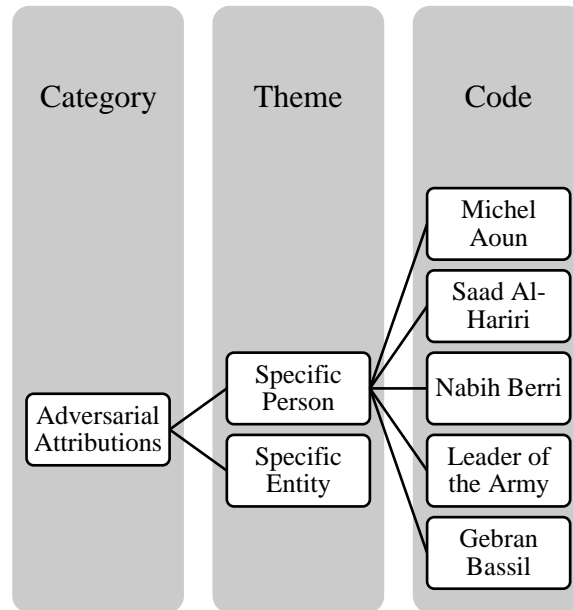 Category
Theme
Code
Adversarial
Attributions
Specific
Person
Specific
Entity
Michel
Aoun
Saad Al-
Hariri
Nabih Berri
Leader of
the Army
Gebran
Bassil